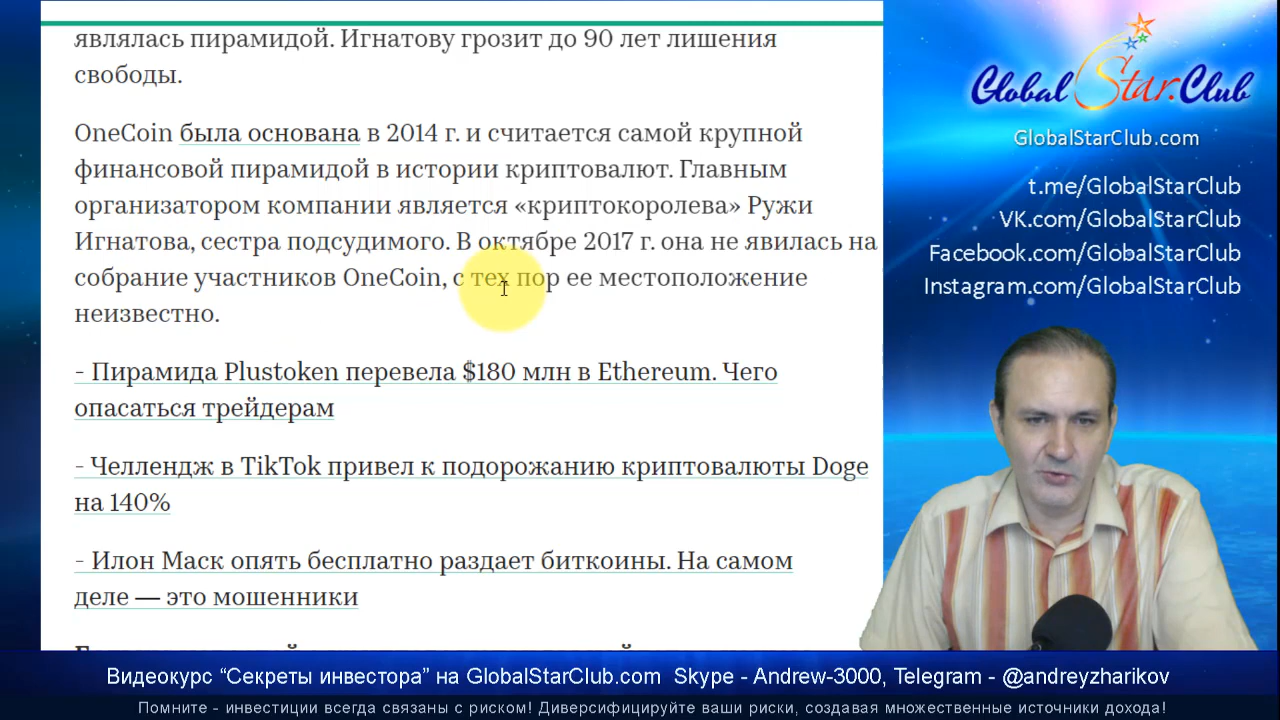 являлась пирамидой. Игнатову грозит до 90 лет лишения
свободы.
OneCoin была основана в 2014 г. и считается самой крупной
финансовой пирамидой в истории криптовалют. Главным
организатором компании является «криптокоролева» Ружи
Игнатова, сестра подсудимого. В октябре 2017 г. она не явилась на
собрание участников OneCoin, с тех пор ее местоположение
неизвестно.
- Пирамида Plustoken перевела $180 млн в Ethereum. Чего
опасаться трейдерам
- Челлендж в TikTok привел к подорожанию криптовалюты Doge
на 140%
- Илон Маск опять бесплатно раздает биткоины. На самом
деле — это мошенники
Global Star.Club
GlobalStarClub.com
t.me/GlobalStarClub
VK.com/GlobalStarClub
Facebook.com/GlobalStarClub
Instagram.com/GlobalStarClub
Видеокурс “Секреты инвестора” на GlobalStarClub.com Skype - Andrew-3000, Telegram - @andreyzharikov
Помните - инвестиции всегда связаны с риском! Диверсифицируйте ваши риски, создавая множественные источники дохода!